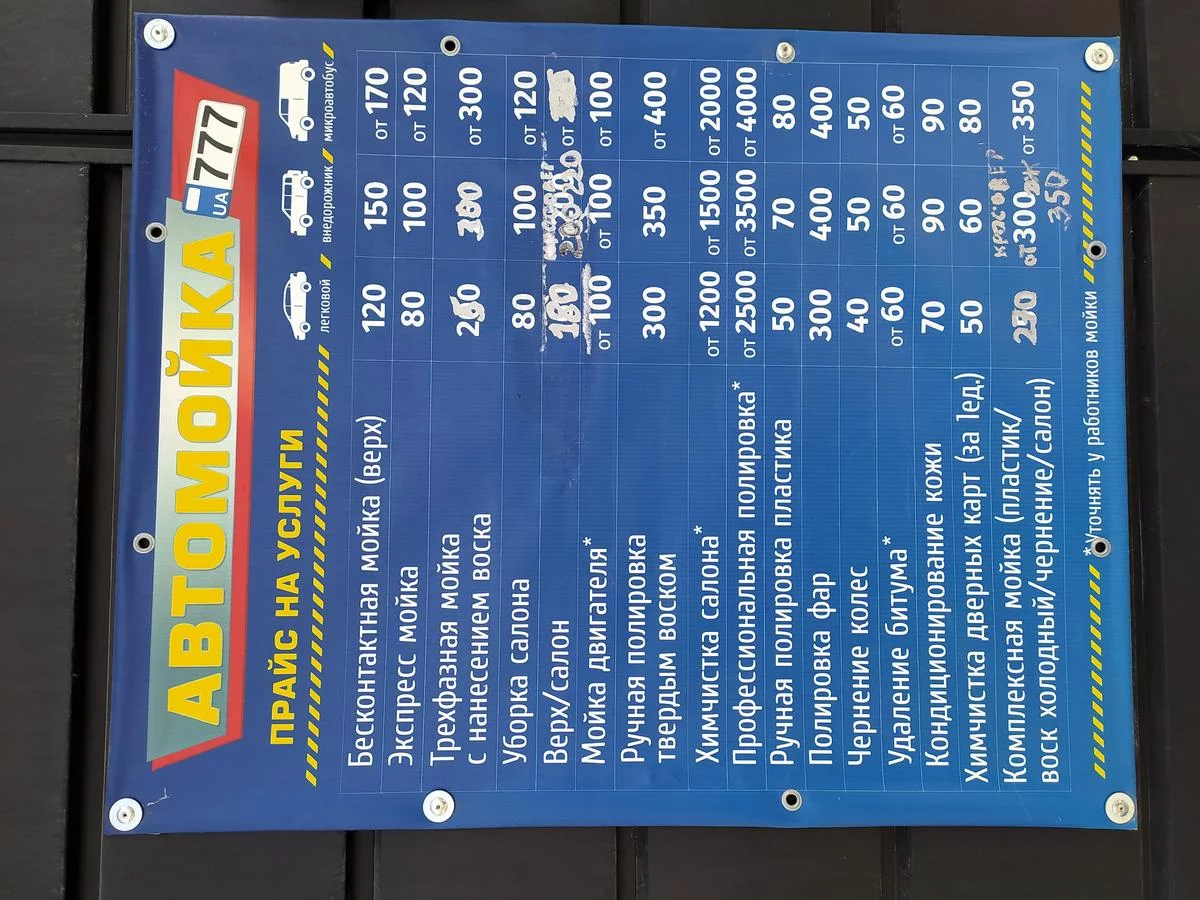 АВТОМОЙКА
UA 777
ПРАЙС НА УСЛУГИ
легковой / внедорожник / микроавтобус
Бесконтактная мойка (верх) 120 150 от 170
Экспресс мойка 80 100 от 120
Трехфазная мойка
с нанесением воска 260 от 300
Уборка салона 80 100 от 120
Верх/салон 180 от
Мойка двигателя* от 100 от 100 от 100
Ручная полировка
твердым воском 300 350 от 400
Химчистка салона* от 1200 от 1500 от 2000
Профессиональная полировка* от 2500 от 3500 от 4000
Ручная полировка пластика 50 70 80
Полировка фар 300 400 400
Чернение колес 40 50 50
Удаление битума* от 60 от 60 от 60
Кондиционирование кожи 70 90 90
Химчистка дверных карт (за 1ед.) 50 60 80
Комплексная мойка (пластик/
воск холодный/чернение/салон) от 300 от 350
350
*Уточнять у работников мойки